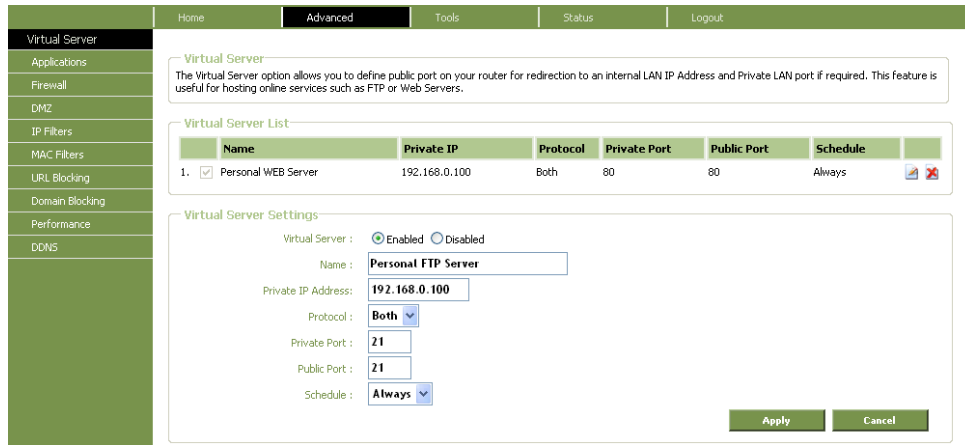 Home Advanced Tools Status Logout
Virtual Server
Applications
Firewall
DMZ
IP Filters
MAC Filters
URL Blocking
Domain Blocking
Performance
DDNS
Virtual Server
The Virtual Server option allows you to define public port on your router for redirection to an internal LAN IP Address and Private LAN port if required. This feature is
useful for hosting online services such as FTP or Web Servers.
Virtual Server List
Name Private IP Protocol Private Port Public Port Schedule
1. Personal WEB Server 192.168.0.100 Both 80 80 Always
Virtual Server Settings
Virtual Server : Enabled Disabled
Name : Personal FTP Server
Private IP Address: 192.168.0.100
Protocol : Both
Private Port : 21
Public Port : 21
Schedule : Always
Apply Cancel